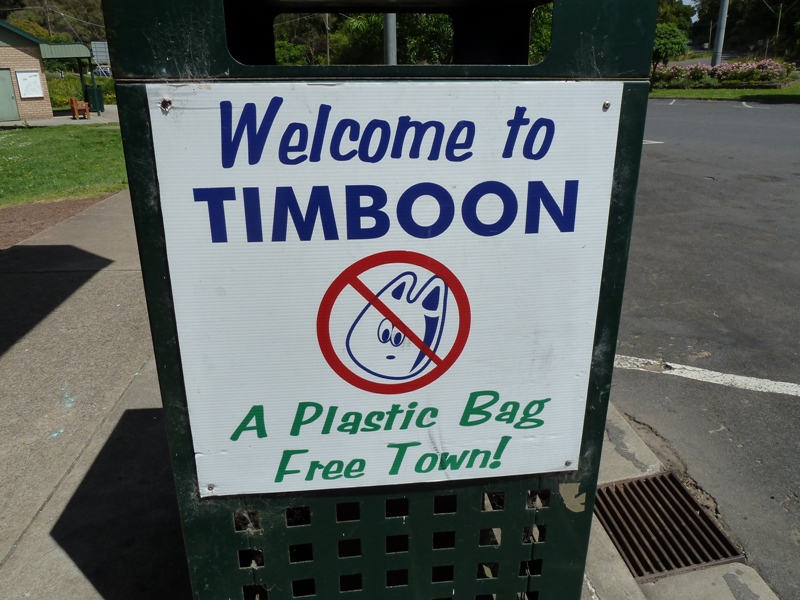 Welcome to
TIMBOON
A Plastic Bag
Free Town!